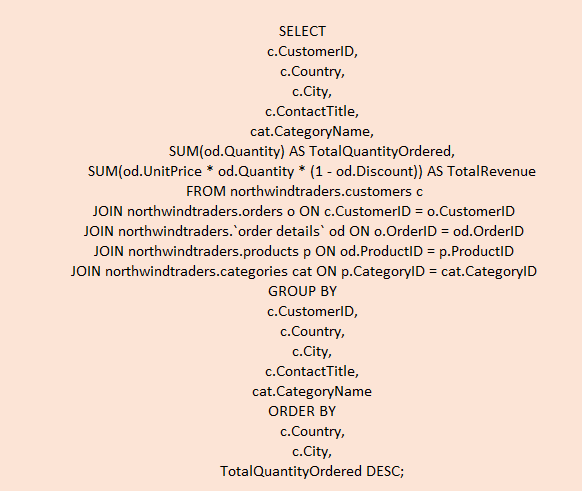 SELECT
c.CustomerID,
c.Country,
c.City,
c.ContactTitle,
cat.CategoryName,
SUM(od.Quantity) AS TotalQuantityOrdered,
SUM(od.UnitPrice * od.Quantity * (1 - od.Discount)) AS TotalRevenue
FROM northwindtraders.customers c
JOIN northwindtraders.orders o ON c.CustomerID = o.CustomerID
JOIN northwindtraders.`order details` od ON o.OrderID = od.OrderID
JOIN northwindtraders.products p ON od.ProductID = p.ProductID
JOIN northwindtraders.categories cat ON p.CategoryID = cat.CategoryID
GROUP BY
c.CustomerID,
c.Country,
c.City,
c.ContactTitle,
cat.CategoryName
ORDER BY
c.Country,
c.City,
TotalQuantityOrdered DESC;